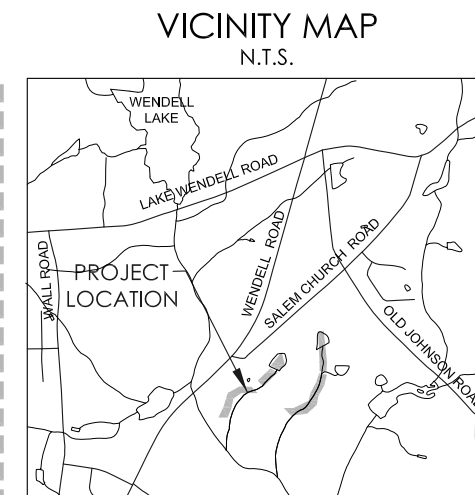 VICINITY MAP
N.T.S.
WENDELL
LAKE
LAKE WENDELL ROAD
WALL ROAD
PROJECT
LOCATION
WENDELL ROAD
SALEM CHURCH ROAD
OLD JOHNSON ROAD